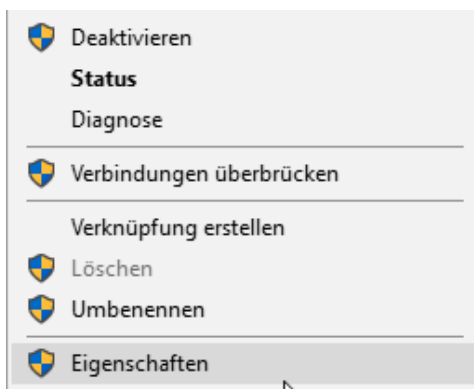 Deaktivieren
Status
Diagnose
Verbindungen überbrücken
Verknüpfung erstellen
Löschen
Umbenennen
Eigenschaften